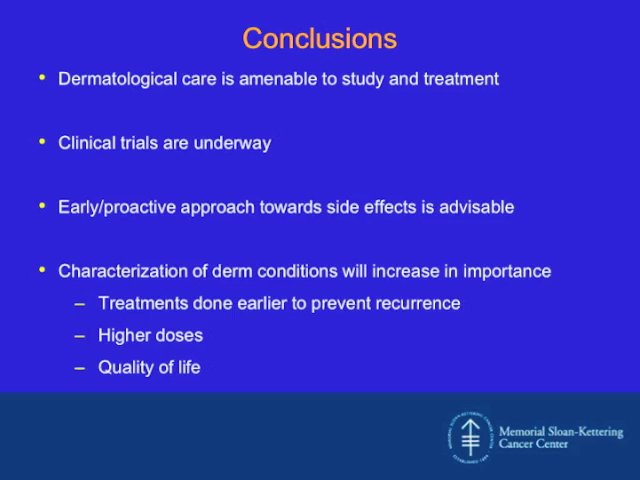 Conclusions
• Dermatological care is amenable to study and treatment
• Clinical trials are underway
• Early/proactive approach towards side effects is advisable
• Characterization of derm conditions will increase in importance
– Treatments done earlier to prevent recurrence
– Higher doses
– Quality of life
Memorial Sloan-Kettering
Cancer Center